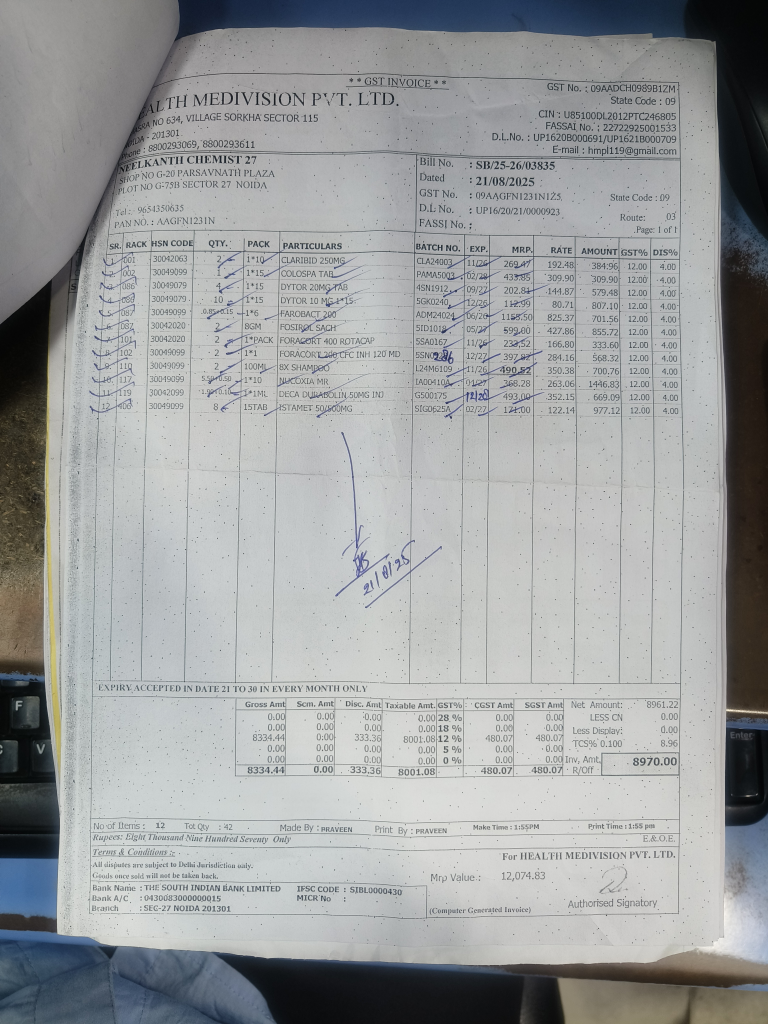 * * GST INVOICE * *
GST No. : 09AADCH0989B1ZM
State Code : 09
EALTH MEDIVISION PVT. LTD.
CIN : U85100DL2012PTC246805
NO 634, VILLAGE SORKHA SECTOR 115
FASSAI No. : 22722925001533
- 201301
D.L.No. : UP1620B000691/UP1621B000709
: 8800293069, 8800293611
E-mail : hmpl119@gmail.com
NEELKANTH CHEMIST 27
SHOP NO G-20 PARSAVNATH PLAZA
PLOT NO G-75B SECTOR 27 NOIDA
Tel : 9654350635
PAN NO. : AAGFN1231N
Bill No. : SB/25-26/03835
Dated : 21/08/2025
GST No. : 09AAGFN1231N1Z5 State Code : 09
D.L No. : UP16/20/21/0000923
Route: 03
FASSI No. :
Page: 1 of 1
SR. RACK HSN CODE QTY. PACK PARTICULARS BATCH NO. EXP. MRP. RATE AMOUNT GST% DIS%
001 30042063 2 1*10 CLARIBID 250MG CLA24003 11/26 269.47 192.48 384.96 12.00 4.00
002 30049099 1 1*15 COLOSPA TAB PAMA5003 02/28 433.85 309.90 309.90 12.00 4.00
086 30049079 4 1*15 DYTOR 20MG TAB 4SN1912 09/27 202.81 144.87 579.48 12.00 4.00
086 30049079 10 1*15 DYTOR 10 MG 1*15 5GK0240 12/26 112.99 80.71 807.10 12.00 4.00
087 30049099 0.85+0.15 1*6 FAROBACT 200 ADM24024 06/26 1155.50 825.37 701.56 12.00 4.00
087 30042020 2 8GM FOSIROL SACH 5ID1018 05/27 599.00 427.86 855.72 12.00 4.00
101 30042020 2 1*PACK FORACORT 400 ROTACAP SSA0167 11/26 233.52 166.80 333.60 12.00 4.00
8 102 30049099 2 1*1 FORACORT 200 CFC INH 120 MD 286 12/27 397.82 284.16 568.32 12.00 4.00
9 110 30049099 2 100ML 8X SHAMPOO L24M6109 11/26 490.52 350.38 700.76 12.00 4.00
10 117 30049099 5.50+0.50 1*10 NUCOXIA MR IA00410A 01/27 368.28 263.06 1446.83 12.00 4.00
11 119 30042099 1.90+0.10 1*1ML DECA DURABOLIN 50MG INJ G50017S 12/28 493.00 352.15 669.09 12.00 4.00
12 400 30049099 8 15TAB ISTAMET 50/500MG SIG0625A 02/27 171.00 122.14 977.12 12.00 4.00
21/8/25
EXPIRY ACCEPTED IN DATE 21 TO 30 IN EVERY MONTH ONLY
Gross Amt Scm. Amt Disc. Amt Taxable Amt. GST% CGST Amt SGST Amt Net Amount: 8961.22
0.00 0.00 0.00 0.00 28 % 0.00 0.00 LESS CN 0.00
0.00 0.00 0.00 0.00 18 % 0.00 0.00 Less Display: 0.00
8334.44 0.00 333.36 8001.08 12 % 480.07 480.07 TCS% 0.100 8.96
0.00 0.00 0.00 0.00 5 % 0.00 0.00
0.00 0.00 0.00 0.00 0 % 0.00 0.00 Inv. Amt. 8970.00
8334.44 0.00 333.36 8001.08 480.07 480.07 R/Off
No of Items : 12 Tot Qty : 42 Made By : PRAVEEN Print By : PRAVEEN Make Time : 1:55PM Print Time : 1:55 pm
Rupees: Eight Thousand Nine Hundred Seventy Only E.&.O.E.
Terms & Conditions :-
All disputes are subject to Delhi Jurisdiction only.
Goods once sold will not be taken back.
For HEALTH MEDIVISION PVT. LTD.
Mrp Value : 12,074.83
Bank Name : THE SOUTH INDIAN BANK LIMITED IFSC CODE : SIBL0000430
Bank A/C : 0430083000000015 MICR No :
Branch : SEC-27 NOIDA 201301
(Computer Generated Invoice) Authorised Signatory
F
C
V
Enter